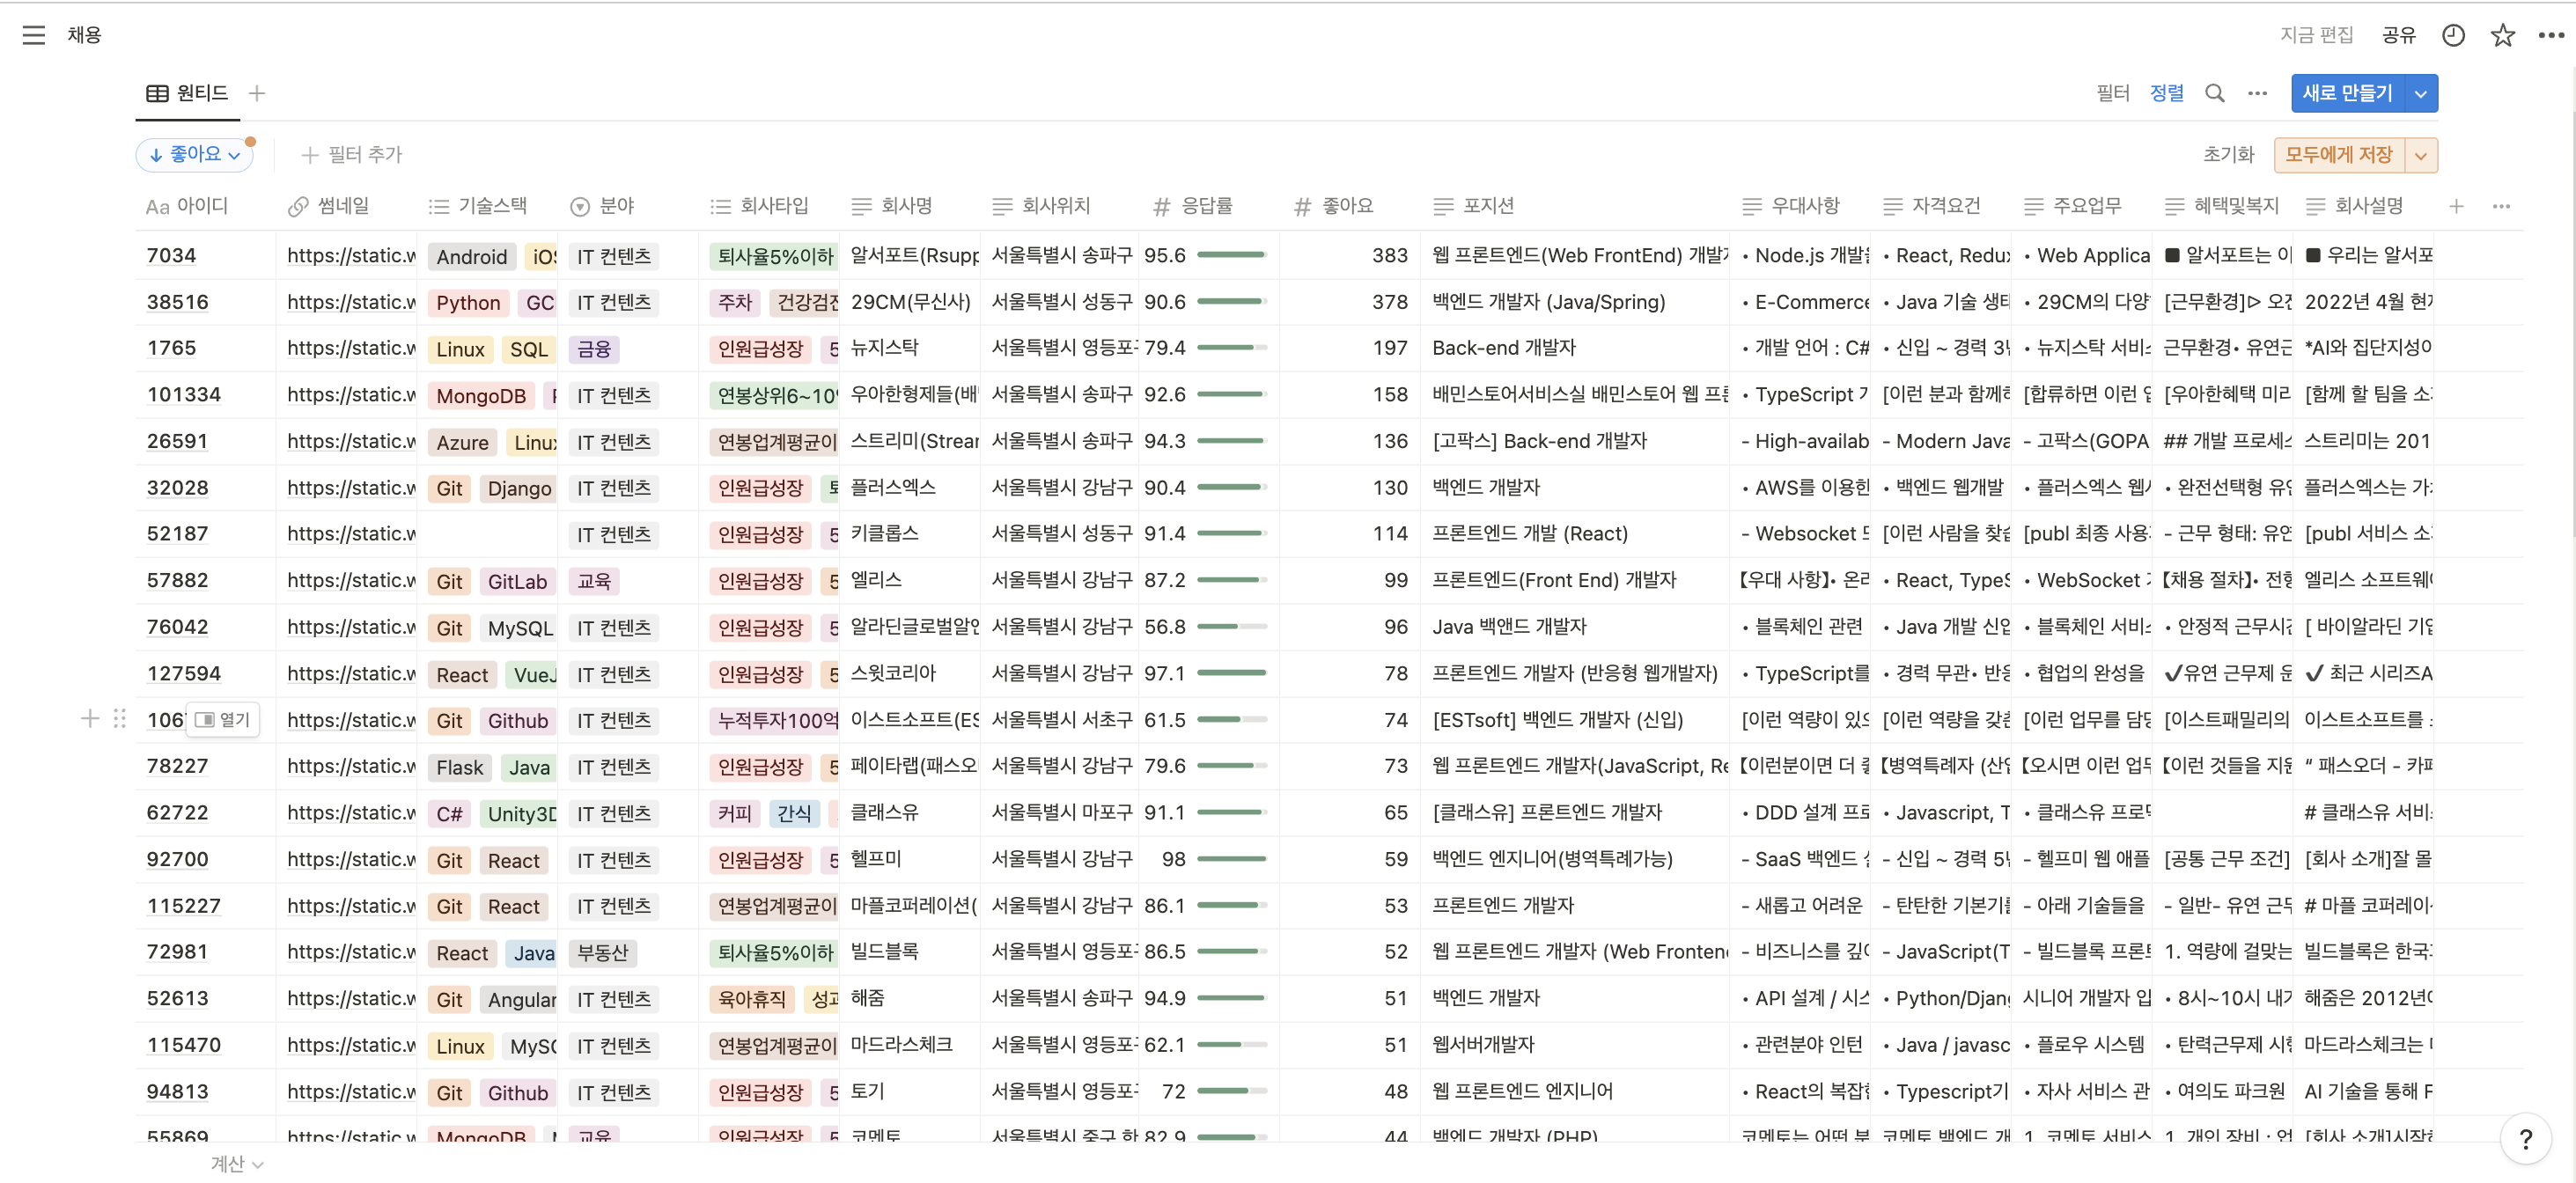 채용 지금 편집 공유
원티드 필터 정렬 새로 만들기
좋아요 필터 추가 초기화 모두에게 저장
Aa 아이디 썸네일 기술스택 분야 회사타입 회사명 회사위치 # 응답률 # 좋아요 포지션 우대사항 자격요건 주요업무 혜택및복지 회사설명
7034 https://static.w Android IT 컨텐츠 퇴사율5%이하 알서포트(Rsupp 서울특별시 송파구 95.6 383 웹 프론트엔드(Web FrontEnd) 개발자 • Node.js 개발을 • React, Redux • Web Applica ■ 알서포트는 이 ■ 우리는 알서포
38516 https://static.w Python GC IT 컨텐츠 주차 건강검진 29CM(무신사) 서울특별시 성동구 90.6 378 백엔드 개발자 (Java/Spring) • E-Commerce • Java 기술 생태 • 29CM의 다양 [근무환경]▷ 오전 2022년 4월 현재
1765 https://static.w Linux SQL 금융 인원급성장 5 뉴지스탁 서울특별시 영등포구 79.4 197 Back-end 개발자 • 개발 언어 : C# • 신입 ~ 경력 3년 • 뉴지스탁 서비스 근무환경• 유연근 *AI와 집단지성이
101334 https://static.w MongoDB IT 컨텐츠 연봉상위6~10% 우아한형제들(배 서울특별시 송파구 92.6 158 배민스토어서비스실 배민스토어 웹 프론 • TypeScript [이런 분과 함께하 [합류하면 이런 [우아한혜택 미리 [함께 할 팀을 소
26591 https://static.w Azure Linux IT 컨텐츠 연봉업계평균이 스트리미(Strear 서울특별시 송파구 94.3 136 [고팍스] Back-end 개발자 - High-availab - Modern Java - 고팍스(GOPA ## 개발 프로세스 스트리미는 201
32028 https://static.w Git Django IT 컨텐츠 인원급성장 플러스엑스 서울특별시 강남구 90.4 130 백엔드 개발자 • AWS를 이용한 • 백엔드 웹개발 • 플러스엑스 웹서 • 완전선택형 유연 플러스엑스는 가
52187 https://static.w IT 컨텐츠 인원급성장 5 키클롭스 서울특별시 성동구 91.4 114 프론트엔드 개발 (React) - Websocket [이런 사람을 찾습 [publ 최종 사용 - 근무 형태: 유연 [publ 서비스 소
57882 https://static.w Git GitLab 교육 인원급성장 5 엘리스 서울특별시 강남구 87.2 99 프론트엔드(Front End) 개발자 【우대 사항】• 온라 • React, TypeS • WebSocket 【채용 절차】• 전형 엘리스 소프트웨어
76042 https://static.w Git MySQL IT 컨텐츠 인원급성장 5 알라딘글로벌알인 서울특별시 강남구 56.8 96 Java 백앤드 개발자 • 블록체인 관련 • Java 개발 신입 • 블록체인 서비스 • 안정적 근무시간 [ 바이알라딘 기업
127594 https://static.w React VueJ IT 컨텐츠 인원급성장 5 스윗코리아 서울특별시 강남구 97.1 78 프론트엔드 개발자 (반응형 웹개발자) • TypeScript를 • 경력 무관• 반응 • 협업의 완성을 ✔유연 근무제 운 ✔ 최근 시리즈A
106 열기 https://static.w Git Github IT 컨텐츠 누적투자100억 이스트소프트(ES 서울특별시 서초구 61.5 74 [ESTsoft] 백엔드 개발자 (신입) [이런 역량이 있으 [이런 역량을 갖춘 [이런 업무를 담당 [이스트패밀리의 이스트소프트를
78227 https://static.w Flask Java IT 컨텐츠 인원급성장 5 페이타랩(패스오 서울특별시 강남구 79.6 73 웹 프론트엔드 개발자(JavaScript, Re 【이런분이면 더 좋 【병역특례자 (산업 【오시면 이런 업무 【이런 것들을 지원 “ 패스오더 - 카페
62722 https://static.w C# Unity3D IT 컨텐츠 커피 간식 클래스유 서울특별시 마포구 91.1 65 [클래스유] 프론트엔드 개발자 • DDD 설계 프로 • Javascript, T • 클래스유 프로덕 # 클래스유 서비스
92700 https://static.w Git React IT 컨텐츠 인원급성장 5 헬프미 서울특별시 강남구 98 59 백엔드 엔지니어(병역특례가능) - SaaS 백엔드 - 신입 ~ 경력 5년 - 헬프미 웹 애플 [공통 근무 조건] [회사 소개]잘 몰
115227 https://static.w Git React IT 컨텐츠 연봉업계평균이 마플코퍼레이션( 서울특별시 강남구 86.1 53 프론트엔드 개발자 - 새롭고 어려운 - 탄탄한 기본기를 - 아래 기술들을 - 일반- 유연 근무 # 마플 코퍼레이션
72981 https://static.w React Java 부동산 퇴사율5%이하 빌드블록 서울특별시 영등포구 86.5 52 웹 프론트엔드 개발자 (Web Frontend - 비즈니스를 깊이 - JavaScript(T - 빌드블록 프론트 1. 역량에 걸맞는 빌드블록은 한국
52613 https://static.w Git Angular IT 컨텐츠 육아휴직 성과 해줌 서울특별시 송파구 94.9 51 백엔드 개발자 • API 설계 / 시스 • Python/Djang 시니어 개발자 입 • 8시~10시 내 해줌은 2012년
115470 https://static.w Linux MySQ IT 컨텐츠 연봉업계평균이 마드라스체크 서울특별시 영등포구 62.1 51 웹서버개발자 • 관련분야 인턴 • Java / javasc • 플로우 시스템 • 탄력근무제 시행 마드라스체크는
94813 https://static.w Git Github IT 컨텐츠 인원급성장 5 토기 서울특별시 영등포구 72 48 웹 프론트엔드 엔지니어 • React의 복잡한 • Typescript기 • 자사 서비스 관 • 여의도 파크원 AI 기술을 통해 F
55869 https://static.w MongoDB 교육 인원급성장 5 코멘토 서울특별시 중구 한 82.9 44 백엔드 개발자 (PHP) 코멘토는 어떤 분 코멘토 백엔드 개 1. 코멘토 서비스 1. 개인 장비 : 업 [회사 소개]시작
계산 ?